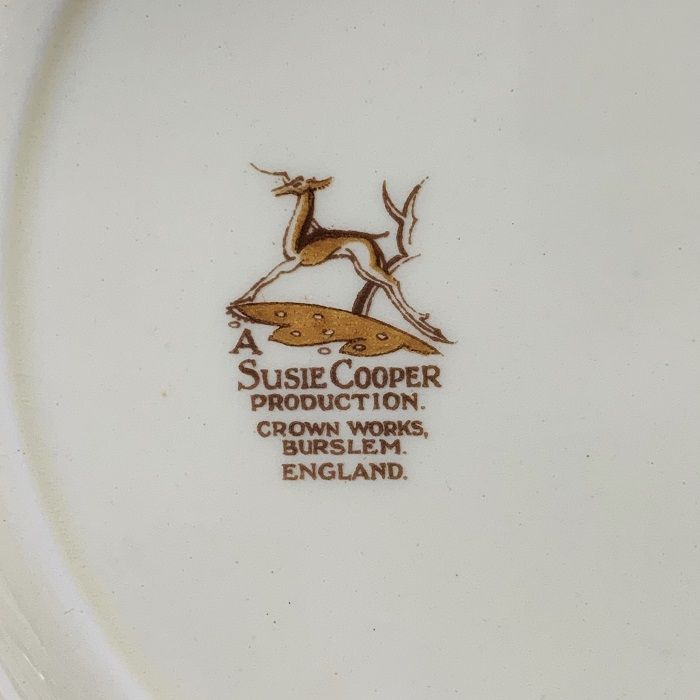 A
SUSIE COOPER
PRODUCTION.
CROWN WORKS,
BURSLEM.
ENGLAND.